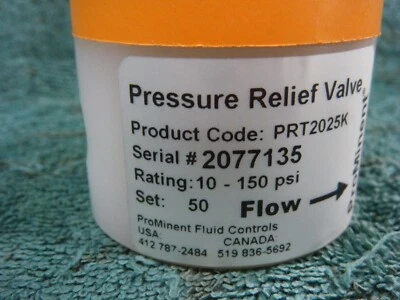 Pressure Relief Valve
Product Code: PRT2025K
Serial # 2077135
Rating: 10 - 150 psi
Set: 50 Flow →
ProMinent Fluid Controls
USA: CANADA:
412 787-2484 519 836-5692
ProMinent®